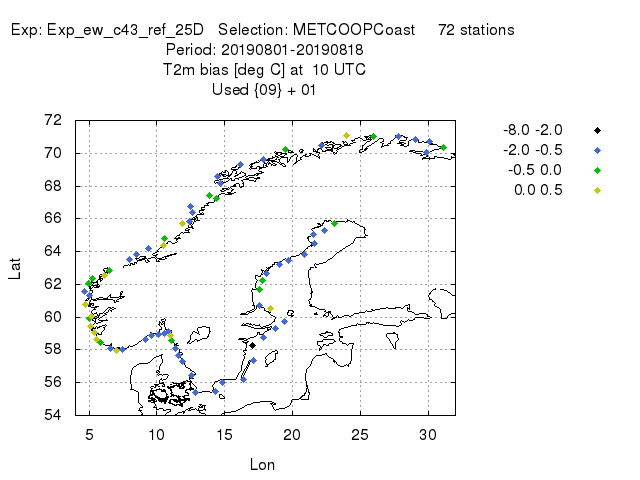 Exp: Exp_ew_c43_ref_25D Selection: METCOOPCoast 72 stations
Period: 20190801-20190818
T2m bias [deg C] at 10 UTC
Used {09} + 01
72
70
68
66
64
62
60
58
56
54
Lat
5 10 15 20 25 30
Lon
-8.0 -2.0
-2.0 -0.5
-0.5 0.0
0.0 0.5